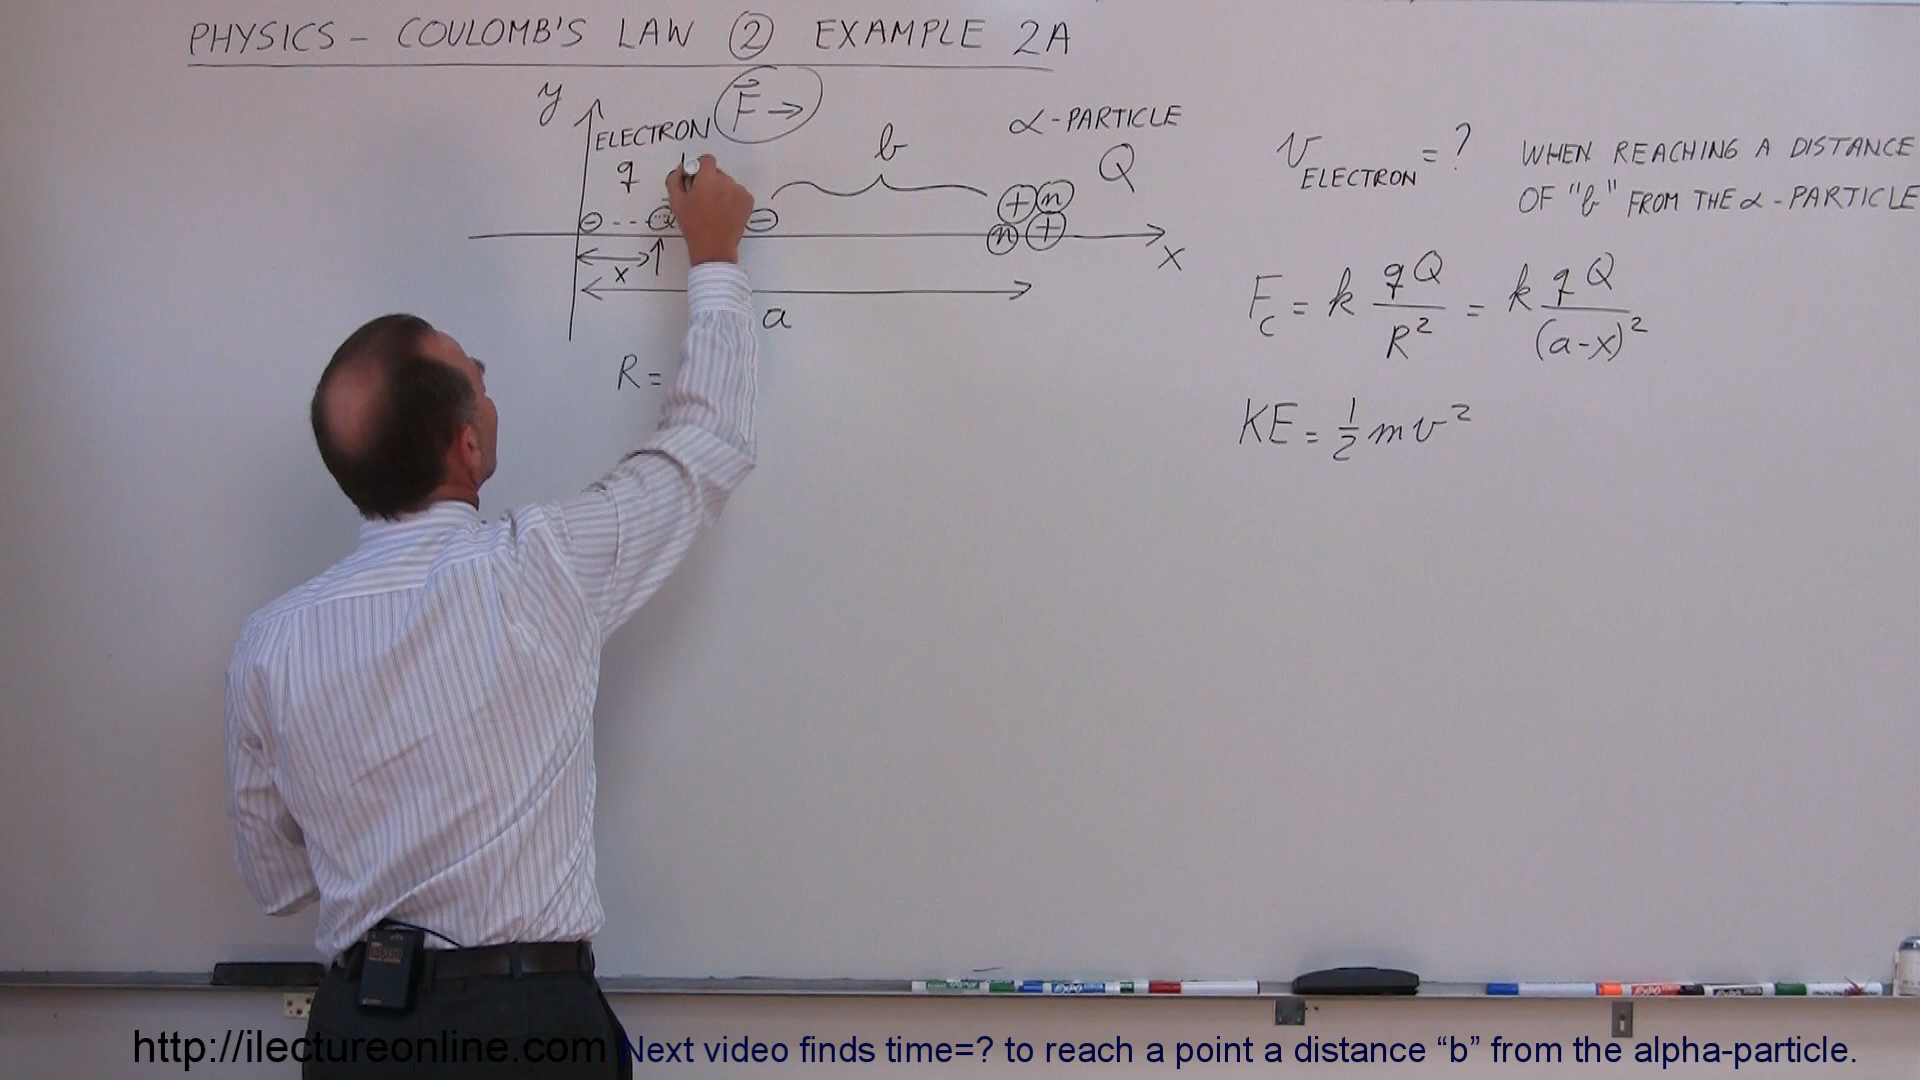 PHYSICS - COULOMB'S LAW ② EXAMPLE 2A
y
ELECTRON
F→
q
b
α-PARTICLE
Q
+ n
n +
- -- -
x
x
a
R =
v ELECTRON = ? WHEN REACHING A DISTANCE
OF "b" FROM THE α - PARTICLE
F_c = k qQ/R² = k qQ/(a-x)²
KE = 1/2 mv²
http://ilectureonline.com Next video finds time=? to reach a point a distance “b” from the alpha-particle.